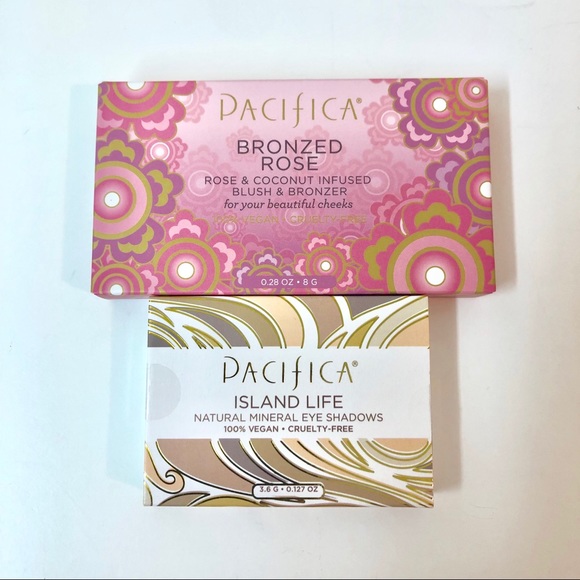 PACIFICA®
BRONZED
ROSE
ROSE & COCONUT INFUSED
BLUSH & BRONZER
for your beautiful cheeks
100% VEGAN • CRUELTY-FREE
0.28 OZ • 8 G
PACIFICA®
ISLAND LIFE
NATURAL MINERAL EYE SHADOWS
100% VEGAN • CRUELTY-FREE
3.6 G • 0.127 OZ